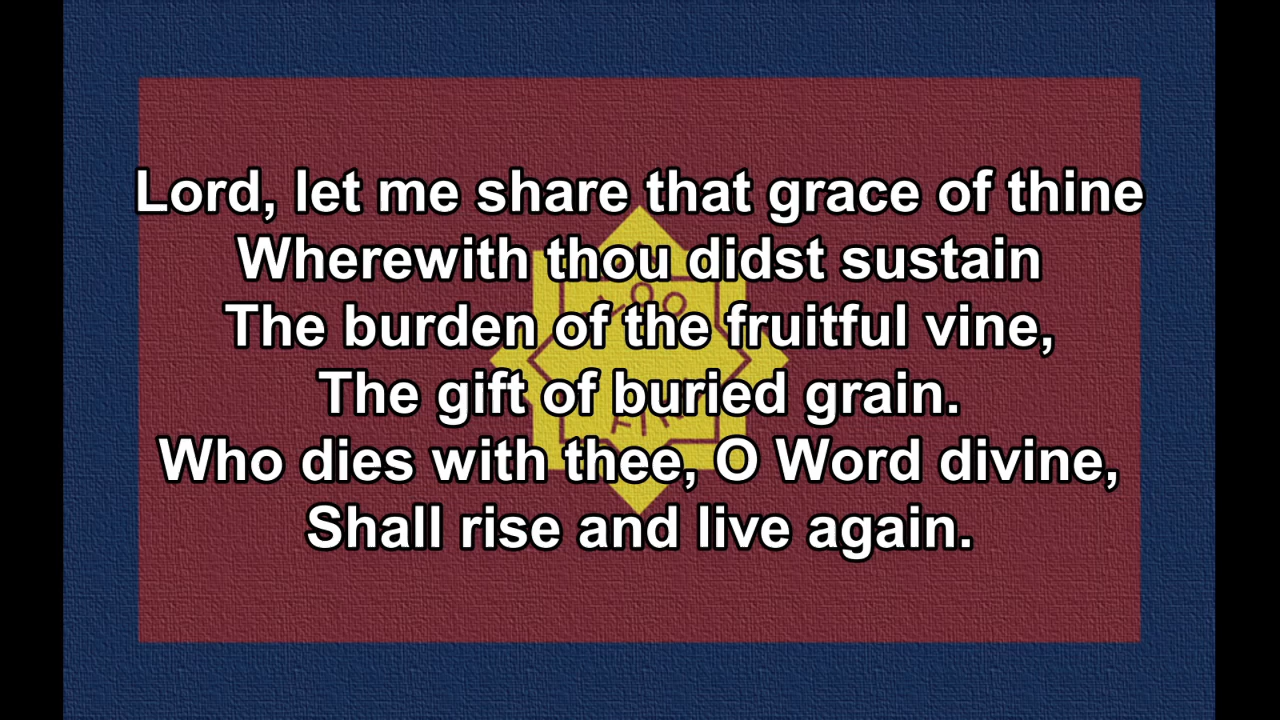 Lord, let me share that grace of thine
Wherewith thou didst sustain
The burden of the fruitful vine,
The gift of buried grain.
Who dies with thee, O Word divine,
Shall rise and live again.